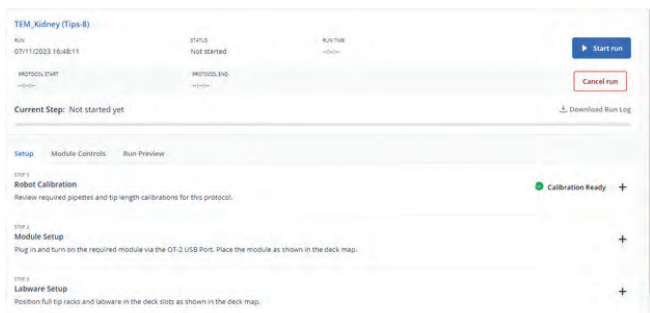 TEM_Kidney (Tips-8)
RUN STATUS RUN TIME
07/11/2023 16:48:11 Not started --:--:--
Start run
PROTOCOL START PROTOCOL END
--:--:-- --:--:--
Cancel run
Current Step: Not started yet Download Run Log
Setup Module Controls Run Preview
STEP 1
Robot Calibration
Calibration Ready +
Review required pipettes and tip length calibrations for this protocol.
STEP 2
Module Setup
+
Plug in and turn on the required module via the OT-2 USB Port. Place the module as shown in the deck map.
STEP 3
Labware Setup
+
Position full tip racks and labware in the deck slots as shown in the deck map.